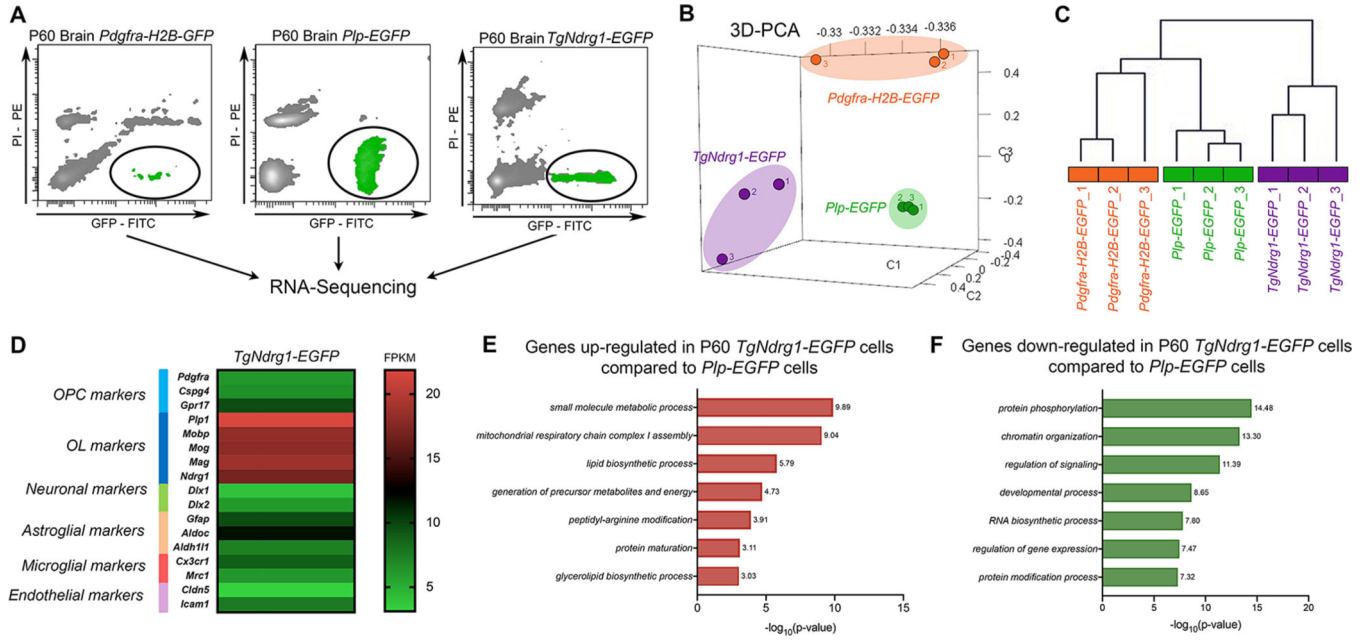 A
P60 Brain Pdgfra-H2B-GFP
P60 Brain Plp-EGFP
P60 Brain TgNdrg1-EGFP
PI - PE
PI - PE
PI - PE
GFP - FITC
GFP - FITC
GFP - FITC
RNA-Sequencing
B
3D-PCA
-0.33
-0.332
-0.334
-0.336
3
2
1
Pdgfra-H2B-EGFP
TgNdrg1-EGFP
2
1
3
Plp-EGFP
2
3
1
0.4
0.2
C3
0
-0.2
-0.4
-0.4
-0.2
0
0.2
0.4
C1
C2
C
Pdgfra-H2B-EGFP_1
Pdgfra-H2B-EGFP_2
Pdgfra-H2B-EGFP_3
Plp-EGFP_1
Plp-EGFP_2
Plp-EGFP_3
TgNdrg1-EGFP_1
TgNdrg1-EGFP_2
TgNdrg1-EGFP_3
D
TgNdrg1-EGFP
FPKM
OPC markers
Pdgfra
Cspg4
Gpr17
OL markers
Plp1
Mobp
Mog
Mag
Ndrg1
Neuronal markers
Dlx1
Dlx2
Astroglial markers
Gfap
Aldoc
Aldh1l1
Microglial markers
Cx3cr1
Mrc1
Endothelial markers
Cldn5
Icam1
20
15
10
5
E
Genes up-regulated in P60 TgNdrg1-EGFP cells
compared to Plp-EGFP cells
small molecule metabolic process 9.89
mitochondrial respiratory chain complex I assembly 9.04
lipid biosynthetic process 5.79
generation of precursor metabolites and energy 4.73
peptidyl-arginine modification 3.91
protein maturation 3.11
glycerolipid biosynthetic process 3.03
0 5 10 15
-log10(p-value)
F
Genes down-regulated in P60 TgNdrg1-EGFP cells
compared to Plp-EGFP cells
protein phosphorylation 14.48
chromatin organization 13.30
regulation of signaling 11.39
developmental process 8.65
RNA biosynthetic process 7.80
regulation of gene expression 7.47
protein modification process 7.32
0 5 10 15 20
-log10(p-value)